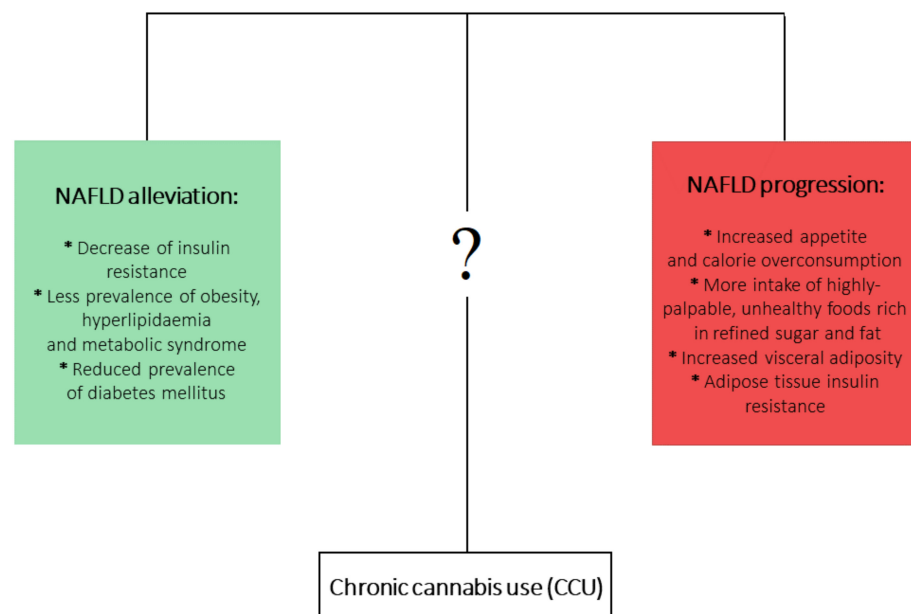 NAFLD alleviation:
* Decrease of insulin
resistance
* Less prevalence of obesity,
hyperlipidaemia
and metabolic syndrome
* Reduced prevalence
of diabetes mellitus
?
NAFLD progression:
* Increased appetite
and calorie overconsumption
* More intake of highly-
palpable, unhealthy foods rich
in refined sugar and fat
* Increased visceral adiposity
* Adipose tissue insulin
resistance
Chronic cannabis use (CCU)